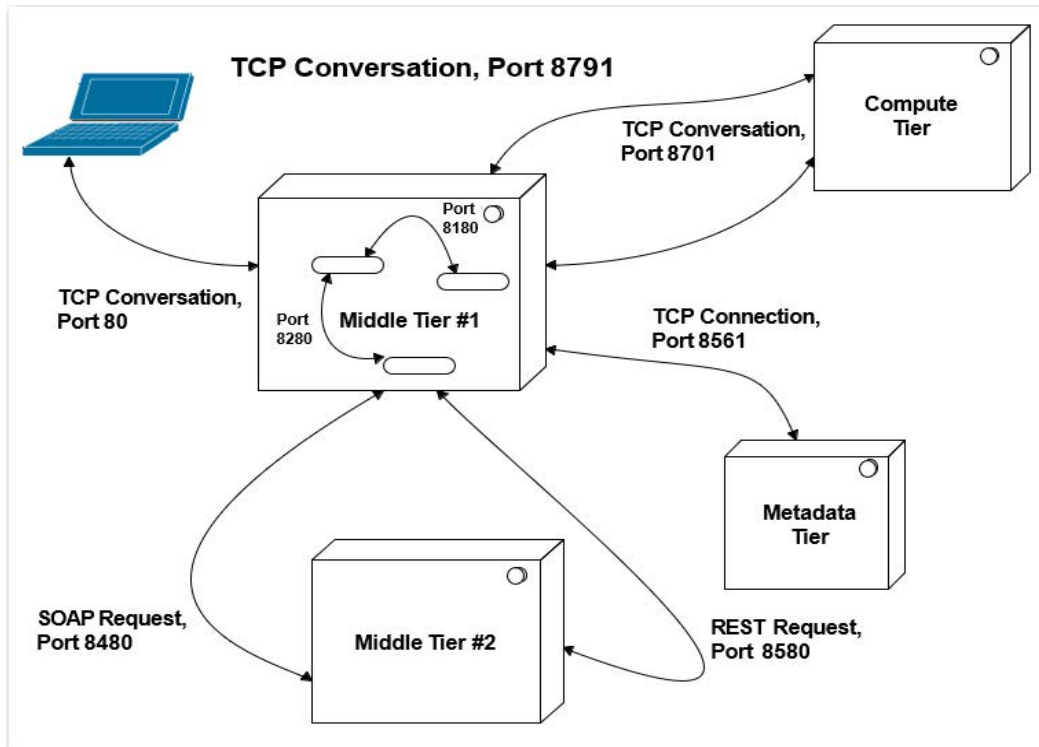 TCP Conversation, Port 8791
Compute
Tier
TCP Conversation,
Port 8701
Port
8180
TCP Conversation,
Port 80
Port
8280
Middle Tier #1
TCP Connection,
Port 8561
Metadata
Tier
SOAP Request,
Port 8480
Middle Tier #2
REST Request,
Port 8580